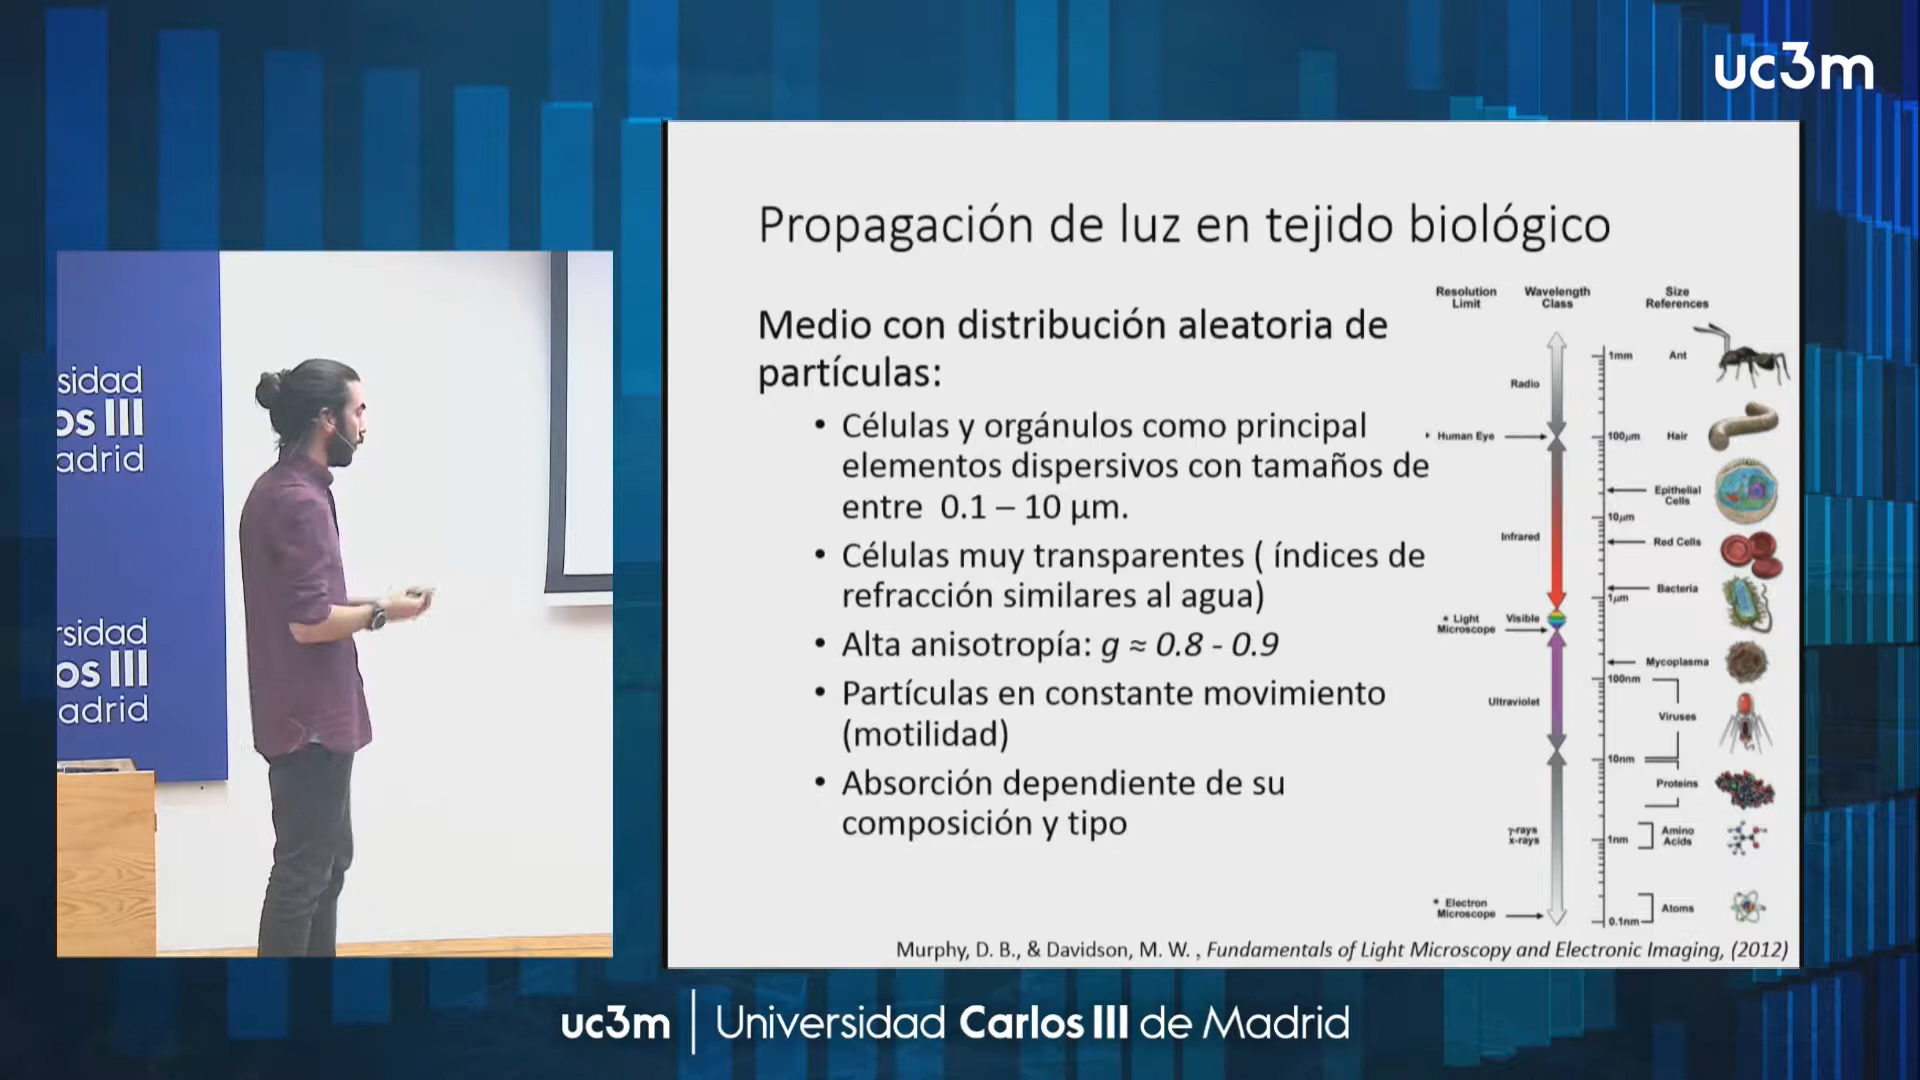 uc3m
sidad
os III
adrid
rsidad
os III
adrid
Propagación de luz en tejido biológico
Medio con distribución aleatoria de
partículas:
• Células y orgánulos como principal
elementos dispersivos con tamaños de
entre 0.1 – 10 µm.
• Células muy transparentes ( índices de
refracción similares al agua)
• Alta anisotropía: g ≈ 0.8 - 0.9
• Partículas en constante movimiento
(motilidad)
• Absorción dependiente de su
composición y tipo
Resolution
Limit
Wavelength
Class
Size
References
1mm
Ant
Radio
Human Eye
100µm
Hair
Epithelial
Cells
10µm
Infrared
Red Cells
Bacteria
1µm
* Light
Microscope
Visible
Mycoplasma
100nm
Ultraviolet
Viruses
10nm
Proteins
γ-rays
x-rays
1nm
Amino
Acids
* Electron
Microscope
Atoms
0.1nm
Murphy, D. B., & Davidson, M. W. , Fundamentals of Light Microscopy and Electronic Imaging, (2012)
uc3m | Universidad Carlos III de Madrid